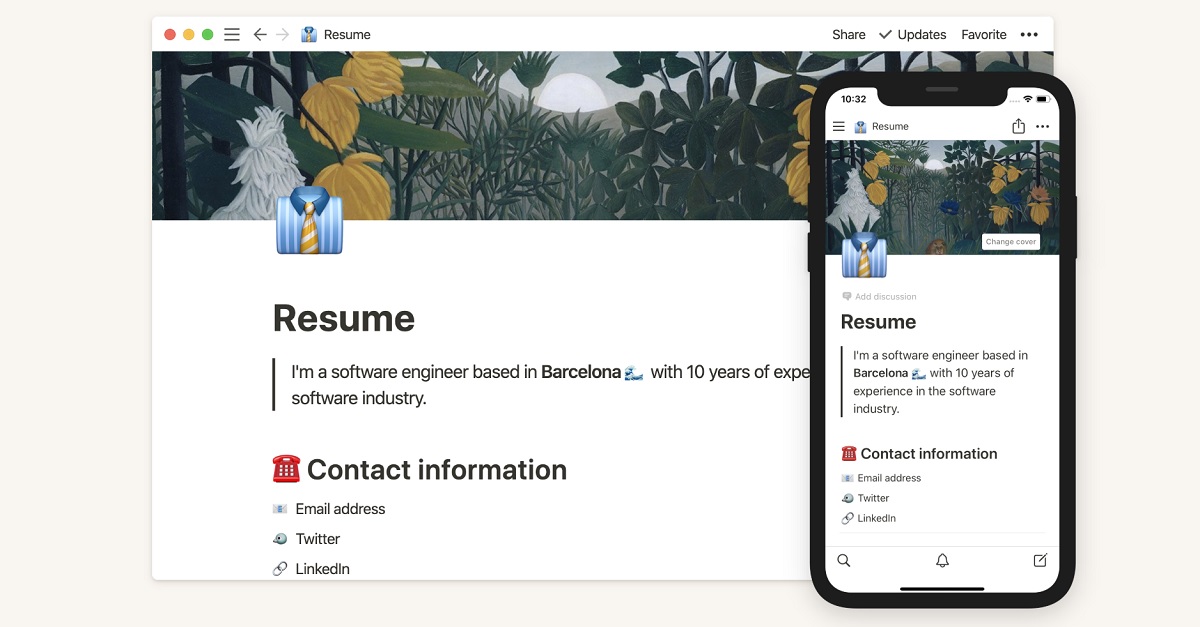 Resume
Share
Updates
Favorite
Resume
I'm a software engineer based in Barcelona 🌊 with 10 years of expe
software industry.
☎️ Contact information
📧 Email address
🐦 Twitter
🔗 LinkedIn
10:32
Resume
Change cover
Add discussion
Resume
I'm a software engineer based in
Barcelona 🌊 with 10 years of
experience in the software
industry.
☎️ Contact information
📧 Email address
🐦 Twitter
🔗 LinkedIn